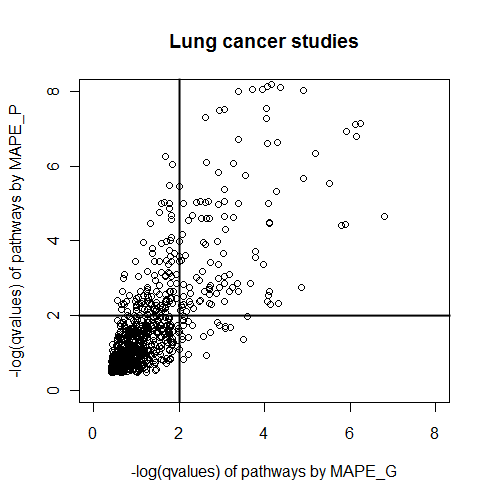 Lung cancer studies
-log(qvalues) of pathways by MAPE_P
8
6
4
2
0
0 2 4 6 8
-log(qvalues) of pathways by MAPE_G